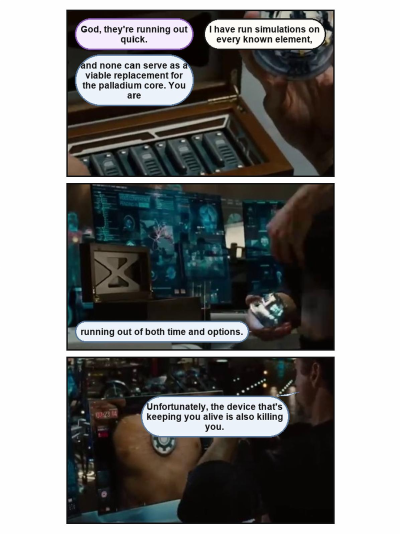 God, they're running out
quick.
I have run simulations on
every known element,
and none can serve as a
viable replacement for
the palladium core. You
are
running out of both time and options.
Unfortunately, the device that's
keeping you alive is also killing
you.